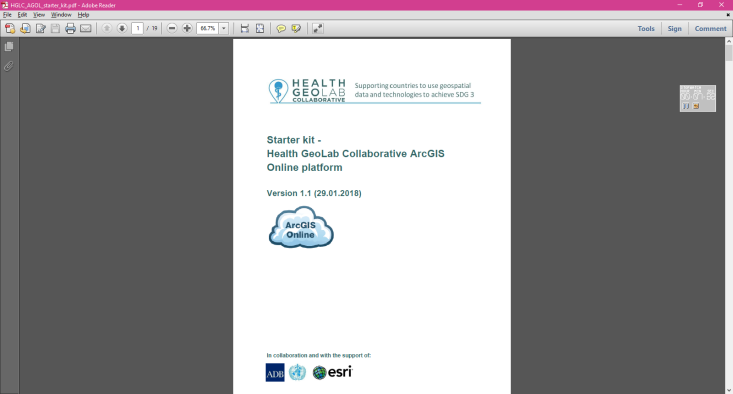 HGLC_AGOL_starter_kit.pdf - Adobe Reader
File Edit View Window Help
1 / 19 66.7% Tools Sign Comment
HEALTH
GEOLAB
COLLABORATIVE
Supporting countries to use geospatial
data and technologies to achieve SDG 3
Starter kit -
Health GeoLab Collaborative ArcGIS
Online platform
Version 1.1 (29.01.2018)
ArcGIS
Online
In collaboration and with the support of:
ADB esri